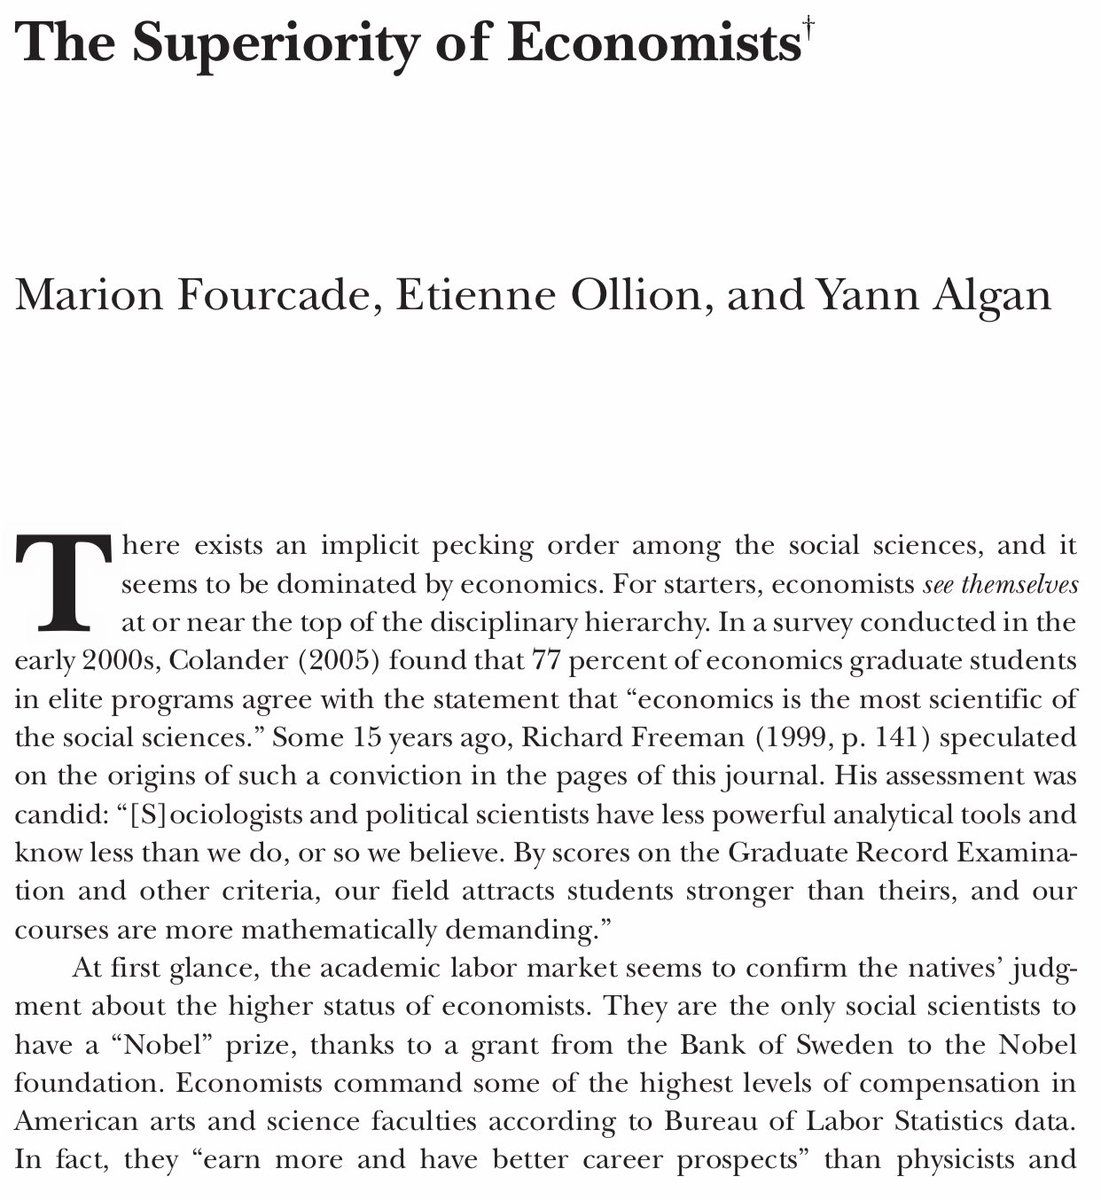 The Superiority of Economists†
Marion Fourcade, Etienne Ollion, and Yann Algan
There exists an implicit pecking order among the social sciences, and it
seems to be dominated by economics. For starters, economists see themselves
at or near the top of the disciplinary hierarchy. In a survey conducted in the
early 2000s, Colander (2005) found that 77 percent of economics graduate students
in elite programs agree with the statement that “economics is the most scientific of
the social sciences.” Some 15 years ago, Richard Freeman (1999, p. 141) speculated
on the origins of such a conviction in the pages of this journal. His assessment was
candid: “[S]ociologists and political scientists have less powerful analytical tools and
know less than we do, or so we believe. By scores on the Graduate Record Examina-
tion and other criteria, our field attracts students stronger than theirs, and our
courses are more mathematically demanding.”
At first glance, the academic labor market seems to confirm the natives’ judg-
ment about the higher status of economists. They are the only social scientists to
have a “Nobel” prize, thanks to a grant from the Bank of Sweden to the Nobel
foundation. Economists command some of the highest levels of compensation in
American arts and science faculties according to Bureau of Labor Statistics data.
In fact, they “earn more and have better career prospects” than physicists and